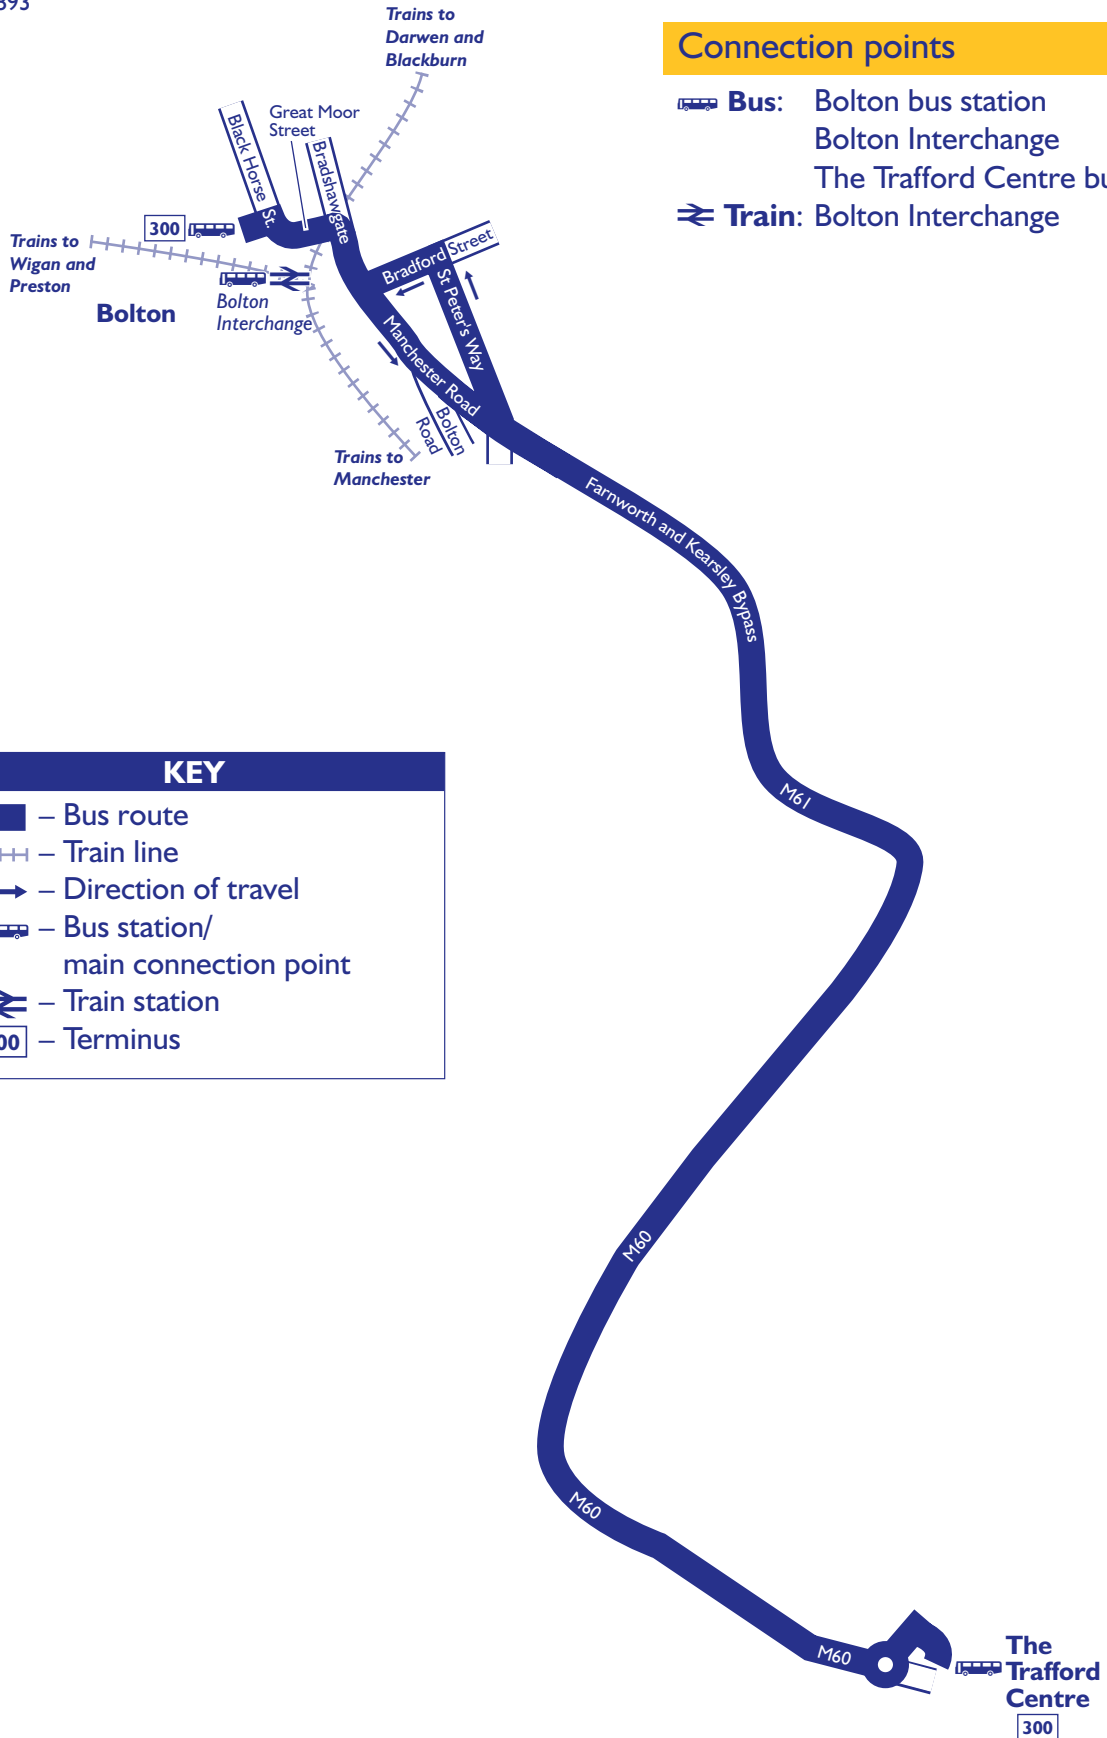 393
Trains to
Darwen and
Blackburn
Connection points
Bus: Bolton bus station
Bolton Interchange
The Trafford Centre
Train: Bolton Interchange
Great Moor
Street
Black Horse St.
Bradshawgate
300
Trains to
Wigan and
Preston
Bolton
Bolton
Interchange
Bradford Street
St Peter's Way
Manchester Road
Bolton
Road
Trains to
Manchester
Farnworth and Kearsley Bypass
M61
KEY
– Bus route
– Train line
– Direction of travel
– Bus station/
main connection point
– Train station
00 – Terminus
M60
M60
M60
The
Trafford
Centre
300